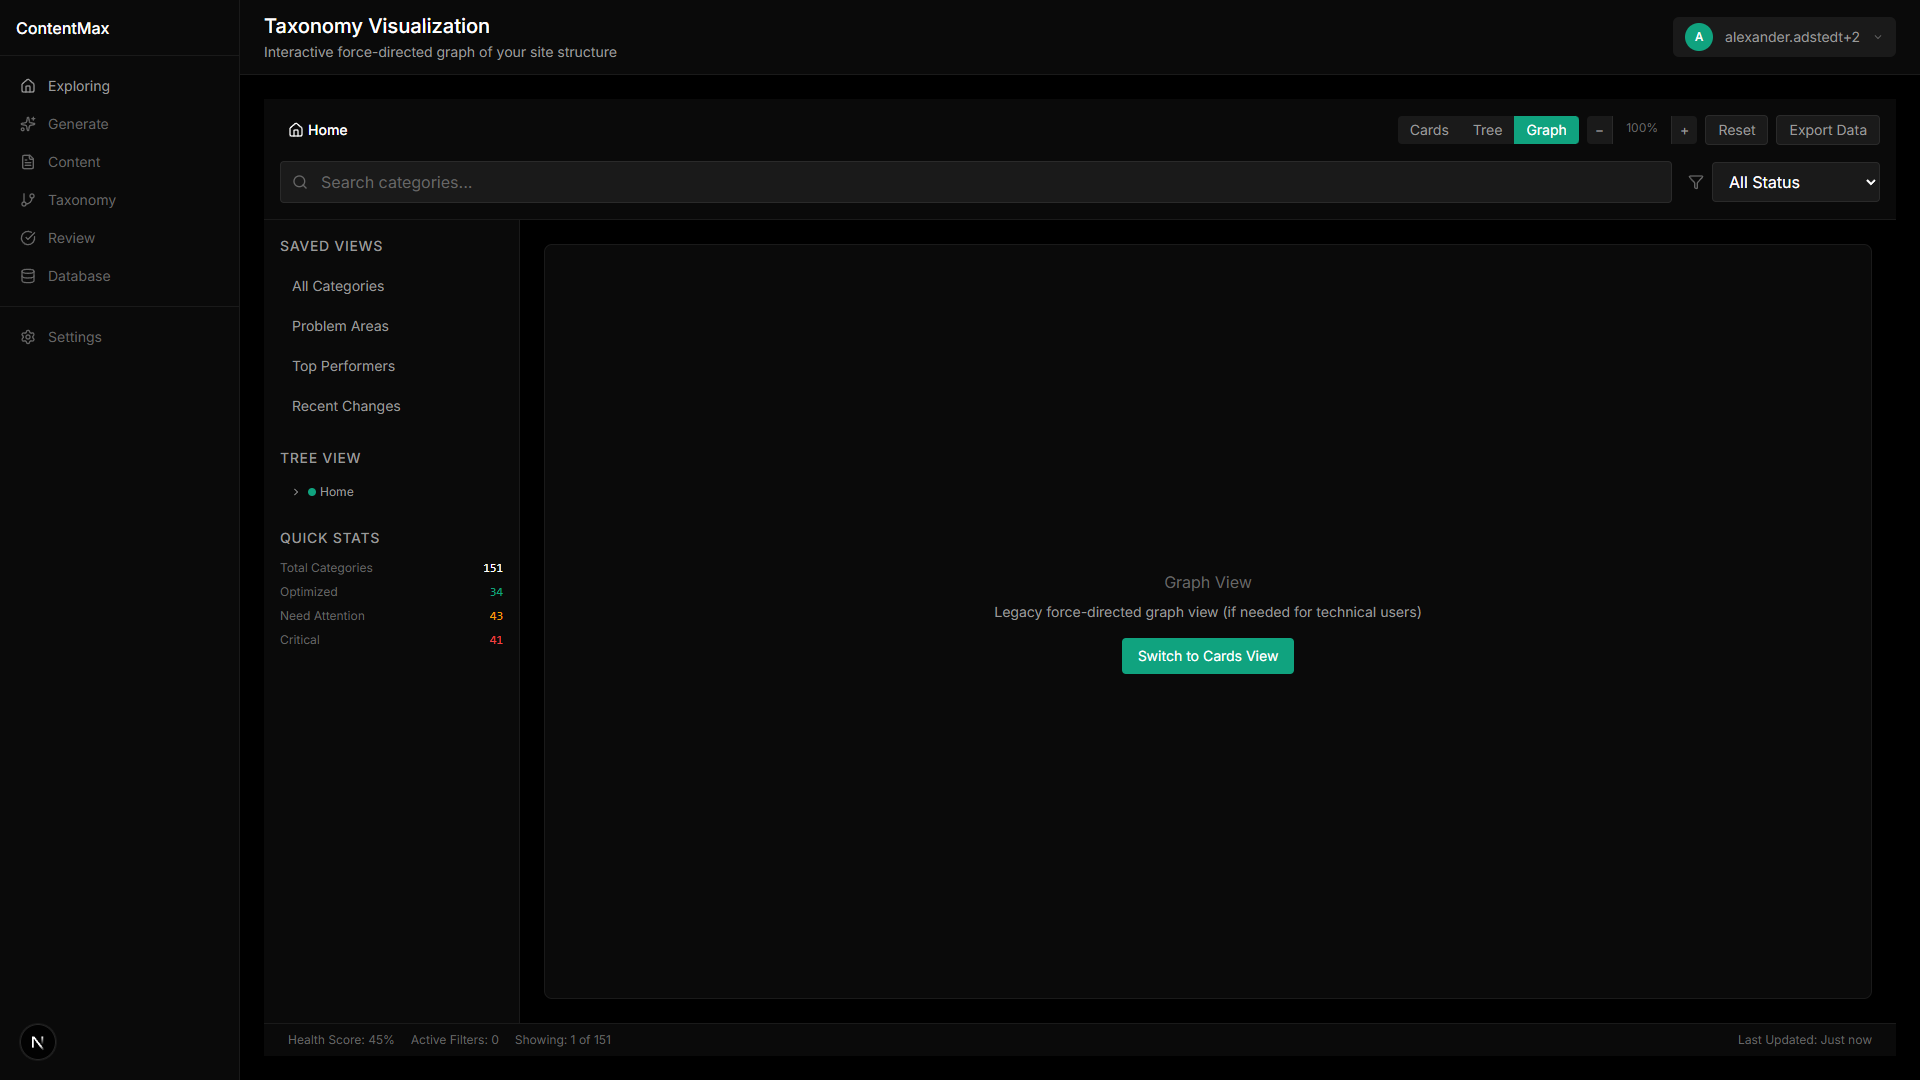 ContentMax
Exploring
Generate
Content
Taxonomy
Review
Database
Settings
Taxonomy Visualization
Interactive force-directed graph of your site structure
A
alexander.adstedt+2
Home
Cards
Tree
Graph
−
100%
+
Reset
Export Data
Search categories...
All Status
SAVED VIEWS
All Categories
Problem Areas
Top Performers
Recent Changes
TREE VIEW
Home
QUICK STATS
Total Categories 151
Optimized 34
Need Attention 43
Critical 41
Graph View
Legacy force-directed graph view (if needed for technical users)
Switch to Cards View
N
Health Score: 45% Active Filters: 0 Showing: 1 of 151
Last Updated: Just now